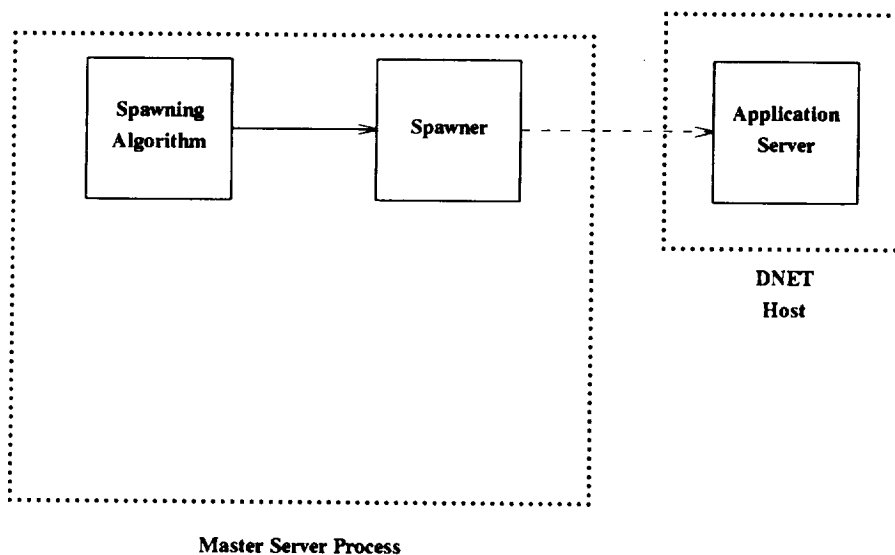 Spawning
Algorithm
Spawner
Application
Server
DNET
Host
Master Server Process